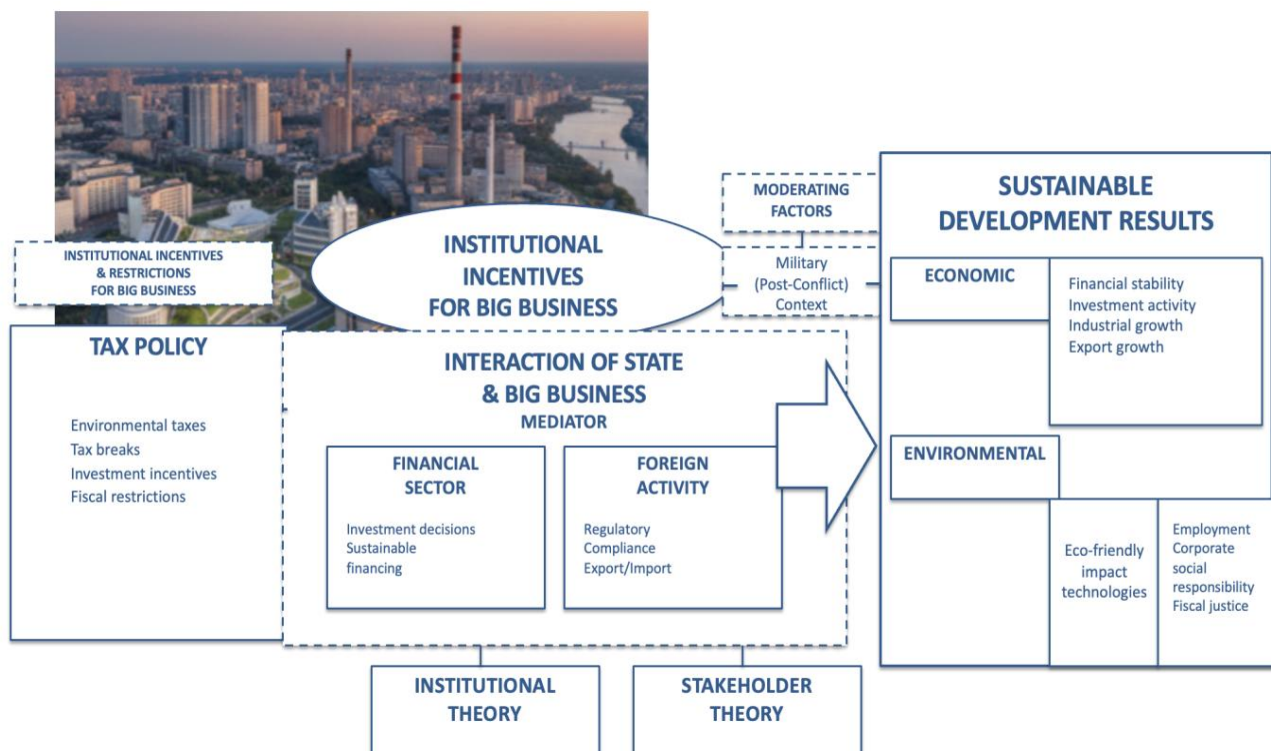 INSTITUTIONAL INCENTIVES
& RESTRICTIONS
FOR BIG BUSINESS
TAX POLICY
Environmental taxes
Tax breaks
Investment incentives
Fiscal restrictions
INSTITUTIONAL
INCENTIVES
FOR BIG BUSINESS
INTERACTION OF STATE
& BIG BUSINESS
MEDIATOR
FINANCIAL
SECTOR
Investment decisions
Sustainable
financing
FOREIGN
ACTIVITY
Regulatory
Compliance
Export/Import
INSTITUTIONAL
THEORY
STAKEHOLDER
THEORY
MODERATING
FACTORS
Military
(Post-Conflict)
Context
SUSTAINABLE
DEVELOPMENT RESULTS
ECONOMIC
Financial stability
Investment activity
Industrial growth
Export growth
ENVIRONMENTAL
Eco-friendly
impact
technologies
Employment
Corporate
social
responsibility
Fiscal justice